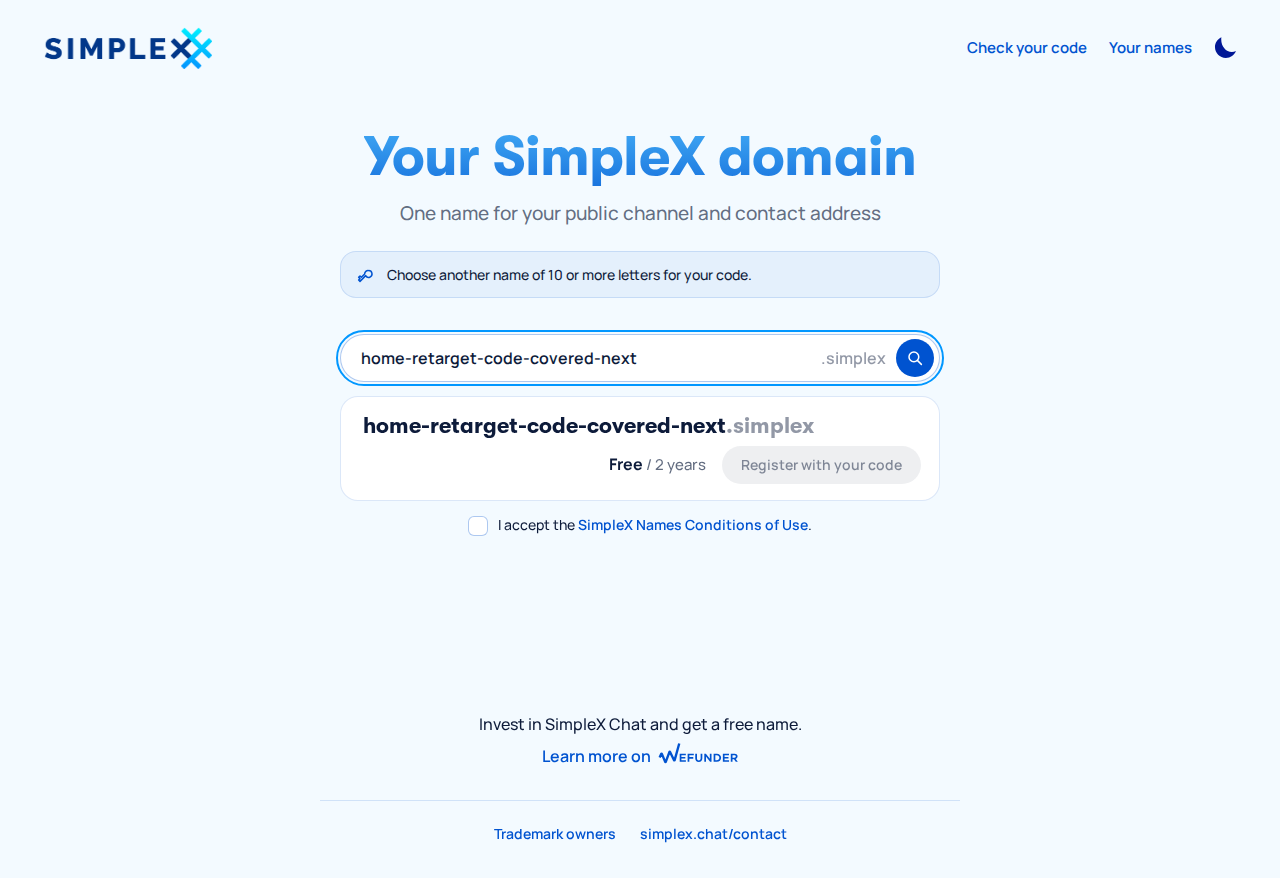 SIMPLEX
Check your code
Your names
Your SimpleX domain
One name for your public channel and contact address
Choose another name of 10 or more letters for your code.
home-retarget-code-covered-next .simplex
home-retarget-code-covered-next.simplex
Free / 2 years
Register with your code
I accept the SimpleX Names Conditions of Use.
Invest in SimpleX Chat and get a free name.
Learn more on WEFUNDER
Trademark owners
simplex.chat/contact